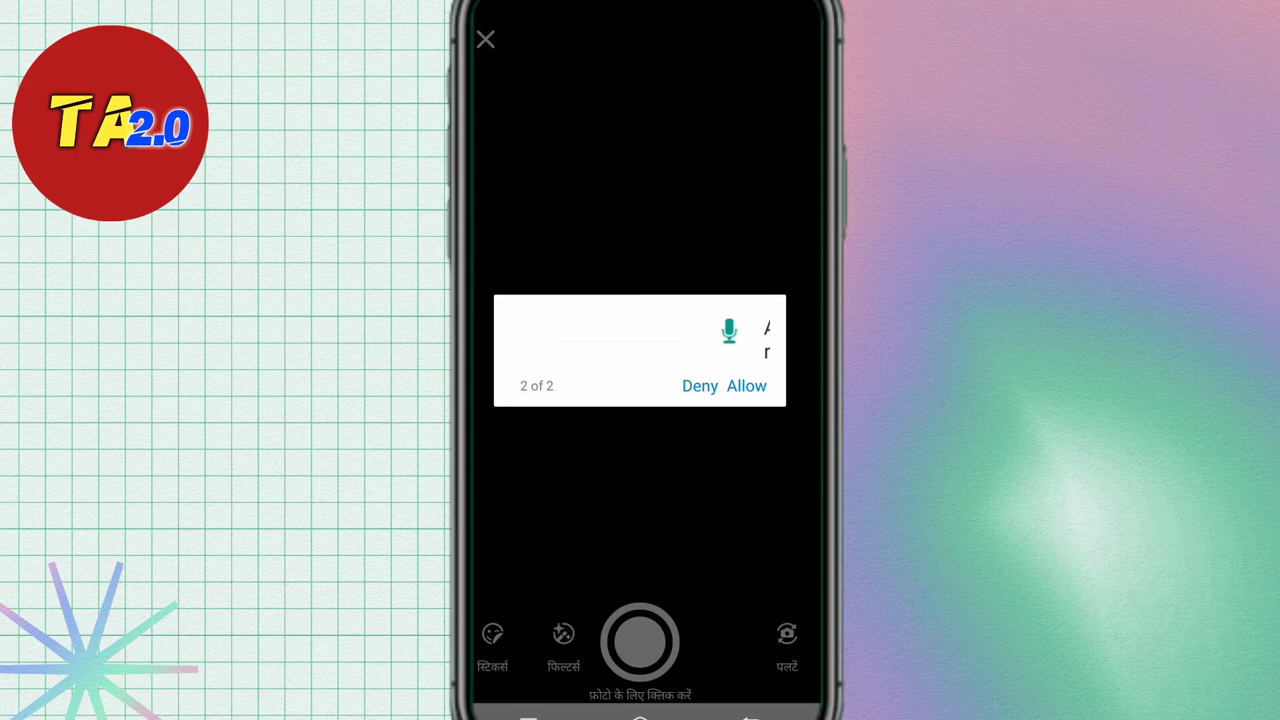 TA2.0
2 of 2
Deny Allow
स्टिकर्स
फिल्टर्स
पलटें
फ़ोटो के लिए क्लिक करें